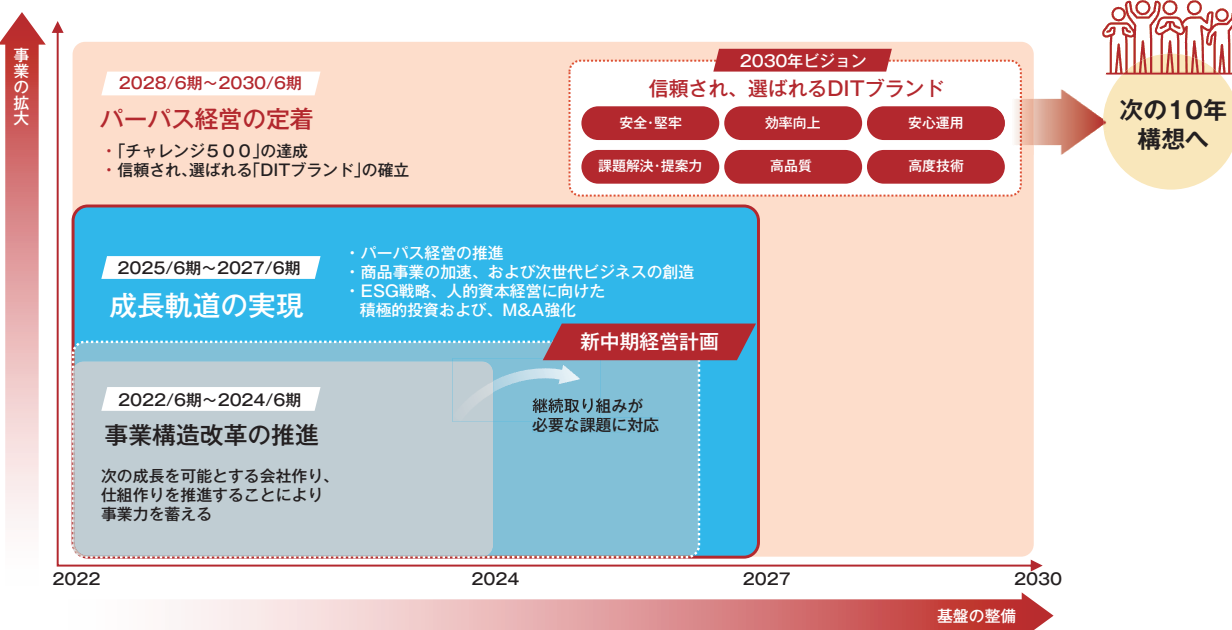 事業の拡大
2028/6期～2030/6期
パーパス経営の定着
・「チャレンジ５００」の達成
・信頼され、選ばれる「DITブランド」の確立
2030年ビジョン
信頼され、選ばれるDITブランド
安全・堅牢
効率向上
安心運用
課題解決・提案力
高品質
高度技術
次の10年
構想へ
2025/6期～2027/6期
成長軌道の実現
・パーパス経営の推進
・商品事業の加速、および次世代ビジネスの創造
・ESG戦略、人的資本経営に向けた
積極的投資および、M&A強化
新中期経営計画
2022/6期～2024/6期
事業構造改革の推進
次の成長を可能とする会社作り、
仕組作りを推進することにより
事業力を蓄える
継続取り組みが
必要な課題に対応
2022
2024
2027
2030
基盤の整備